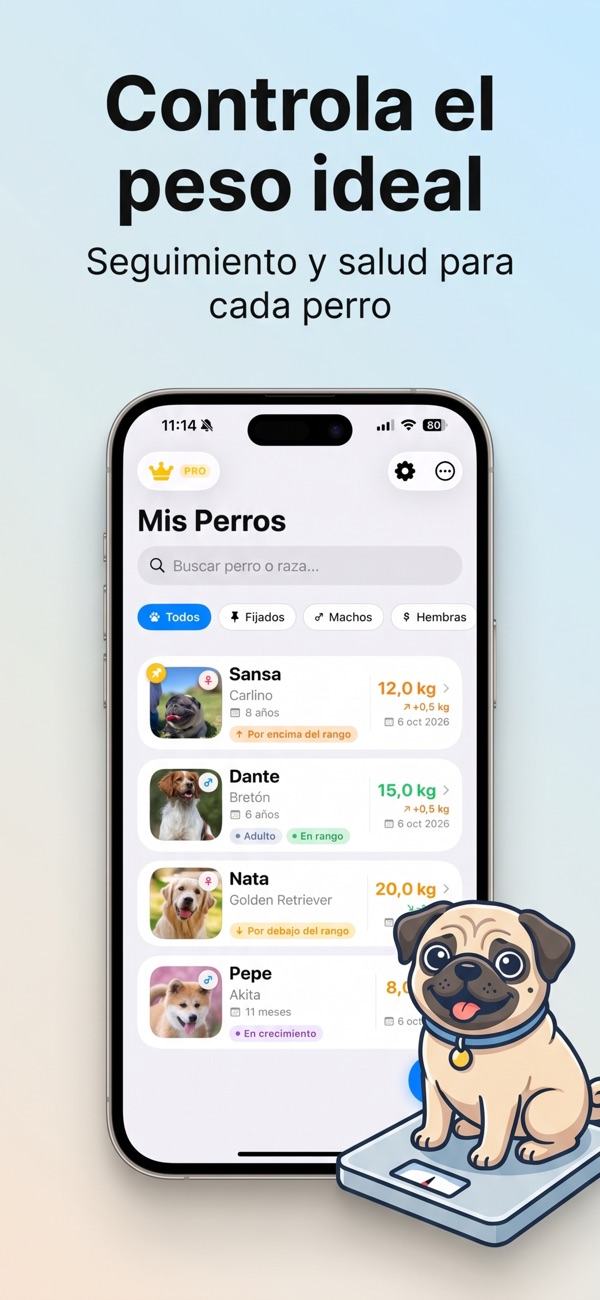 Controla el
peso ideal
Seguimiento y salud para
cada perro
11:14
80
PRO
Mis Perros
Buscar perro o raza...
Todos
Fijados
Machos
$ Hembras
Sansa
Carlino
8 años
↑ Por encima del rango
12,0 kg
↗ +0,5 kg
6 oct 2026
Dante
Bretón
6 años
• Adulto
• En rango
15,0 kg
↗ +0,5 kg
6 oct 2026
Nata
Golden Retriever
↓ Por debajo del rango
20,0 kg
Pepe
Akita
11 meses
• En crecimiento
6 oct